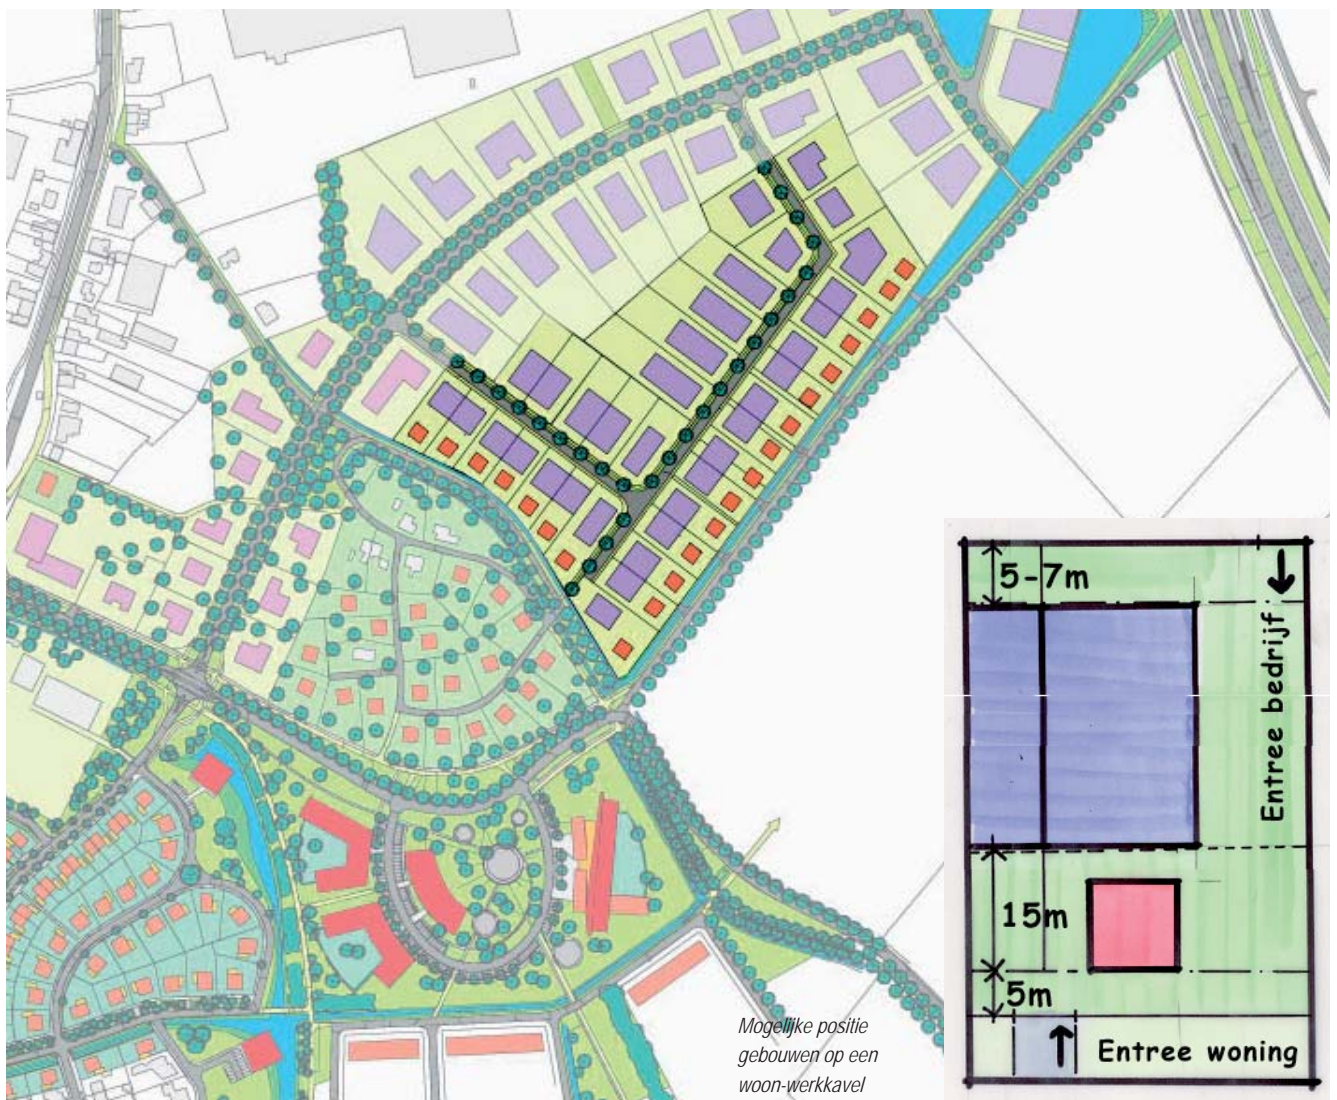 5-7m
Entree bedrijf
15m
5m
Entree woning
Mogelijke positie
gebouwen op een
woon-werkkavel